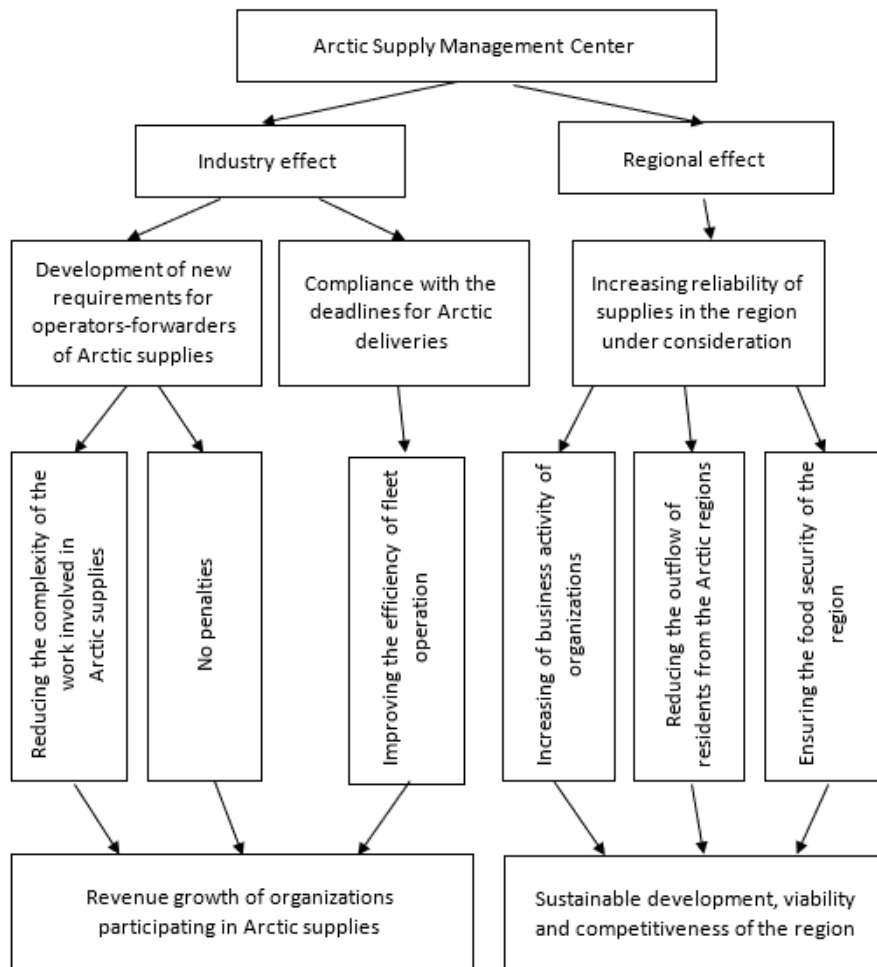 Arctic Supply Management Center
Industry effect
Regional effect
Development of new
requirements for
operators-forwarders
of Arctic supplies
Compliance with the
deadlines for Arctic
deliveries
Increasing reliability of
supplies in the region
under consideration
Reducing the complexity of the
work involved in
Arctic supplies
No penalties
Improving the efficiency of fleet
operation
Increasing of business activity of
organizations
Reducing the outflow of
residents from the Arctic regions
Ensuring the food security of the
region
Revenue growth of organizations
participating in Arctic supplies
Sustainable development, viability
and competitiveness of the region